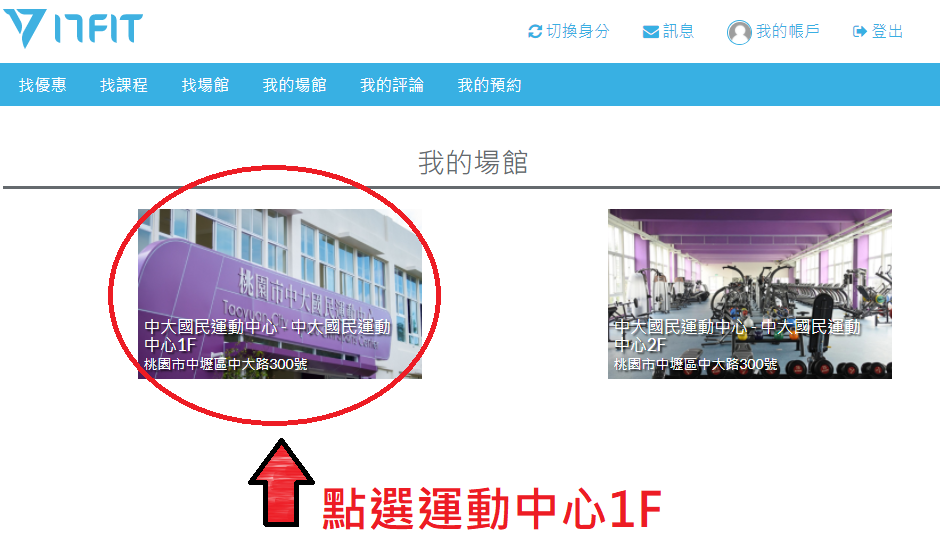 17FIT
切換身分
訊息
我的帳戶
登出
找優惠
找課程
找場館
我的場館
我的評論
我的預約
我的場館
桃園市中大國民運動中心
中大國民運動中心 - 中大國民運動
中心1F
桃園市中壢區中大路300號
中大國民運動中心 - 中大國民運動
中心2F
桃園市中壢區中大路300號
點選運動中心1F